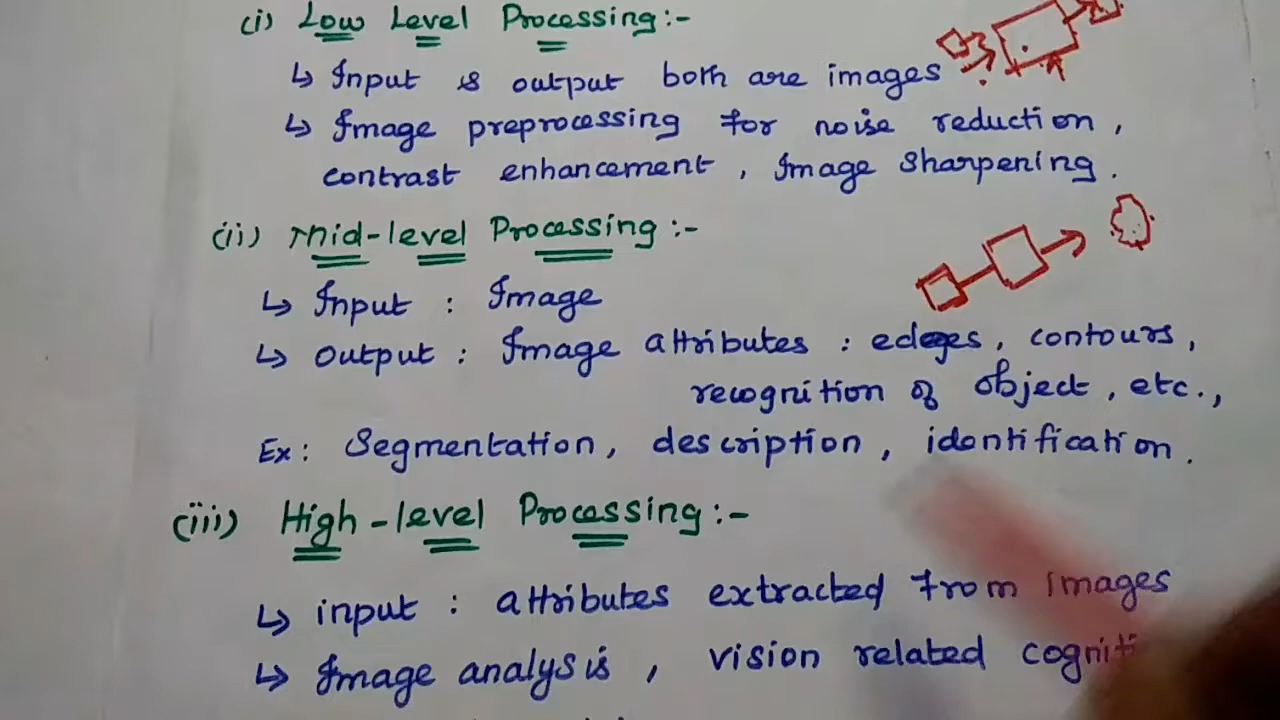 (i) Low Level Processing:-
↳ Input & output both are images
↳ Image preprocessing for noise reduction,
contrast enhancement, Image Sharpening.
(ii) Mid-level Processing:-
↳ Input : Image
↳ output : Image attributes : edges, contours,
recognition of object, etc.,
Ex: Segmentation, description, identification.
(iii) High-level Processing:-
↳ input : attributes extracted from Images
↳ Image analysis, vision related